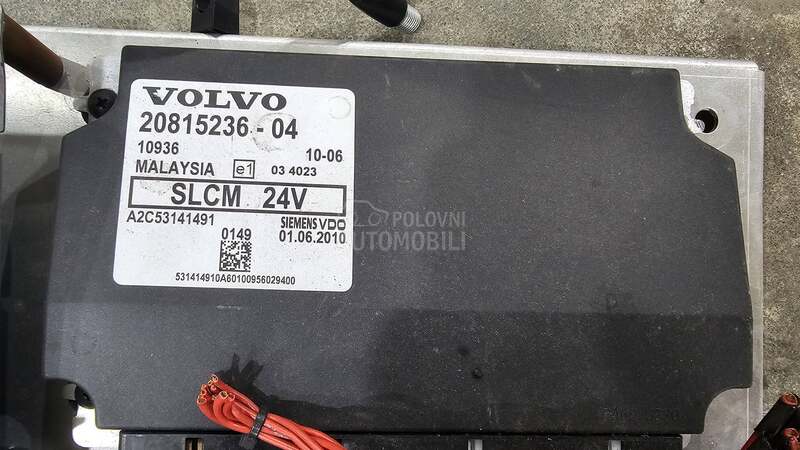 VOLVO
20815236 - 04
10936 10-06
MALAYSIA e1 03 4023
SLCM 24V
A2C53141491 SIEMENS VDO
0149 01.06.2010
531414910A60100956029400
POLOVNI
AUTOMOBILI